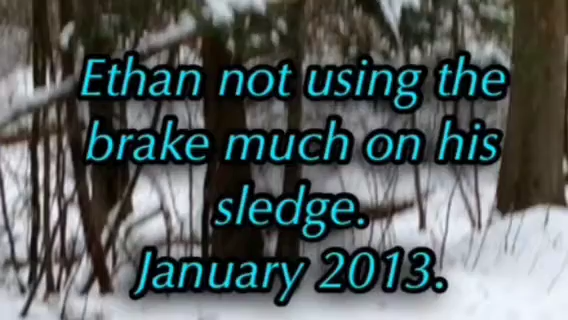 Ethan not using the
brake much on his
sledge.
January 2013.